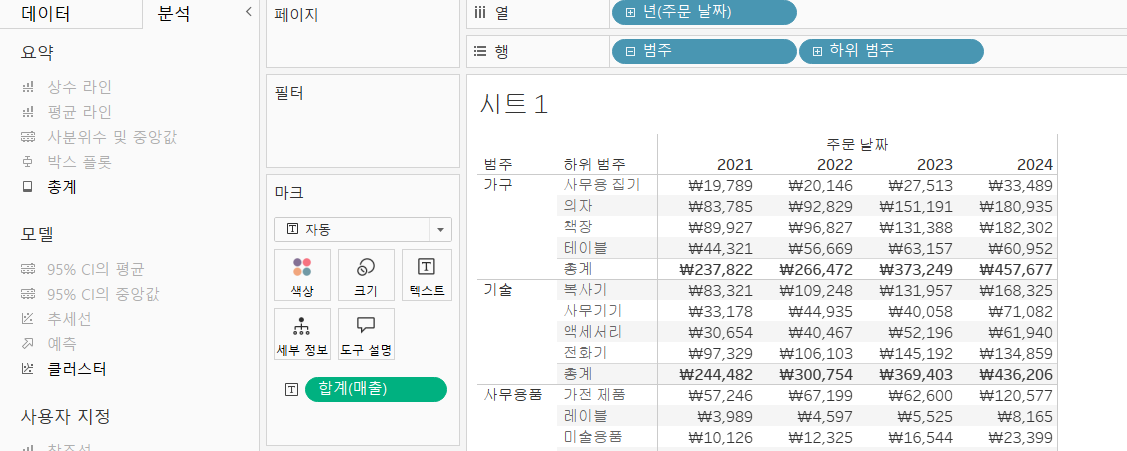 데이터 분석
요약
상수 라인
평균 라인
사분위수 및 중앙값
박스 플롯
총계
모델
95% CI의 평균
95% CI의 중앙값
추세선
예측
클러스터
사용자 지정
참조선
페이지
필터
마크
자동
색상 크기 텍스트
세부 정보 도구 설명
합계(매출)
열 년(주문 날짜)
행 범주 하위 범주
시트 1
주문 날짜
범주 하위 범주 2021 2022 2023 2024
가구 사무용 집기 ₩19,789 ₩20,146 ₩27,513 ₩33,489
의자 ₩83,785 ₩92,829 ₩151,191 ₩180,935
책장 ₩89,927 ₩96,827 ₩131,388 ₩182,302
테이블 ₩44,321 ₩56,669 ₩63,157 ₩60,952
총계 ₩237,822 ₩266,472 ₩373,249 ₩457,677
기술 복사기 ₩83,321 ₩109,248 ₩131,957 ₩168,325
사무기기 ₩33,178 ₩44,935 ₩40,058 ₩71,082
액세서리 ₩30,654 ₩40,467 ₩52,196 ₩61,940
전화기 ₩97,329 ₩106,103 ₩145,192 ₩134,859
총계 ₩244,482 ₩300,754 ₩369,403 ₩436,206
사무용품 가전 제품 ₩57,246 ₩67,199 ₩62,600 ₩120,577
레이블 ₩3,989 ₩4,597 ₩5,525 ₩8,165
미술용품 ₩10,126 ₩12,325 ₩16,544 ₩23,399